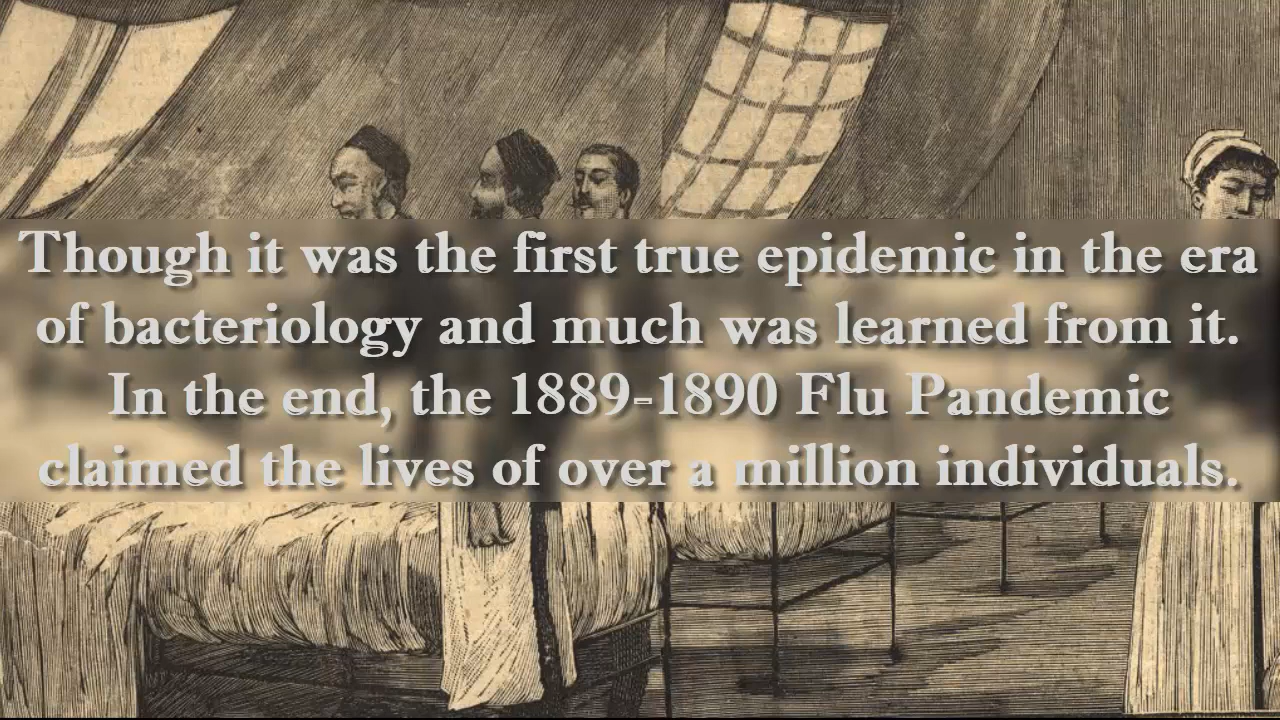 Though it was the first true epidemic in the era
of bacteriology and much was learned from it.
In the end, the 1889-1890 Flu Pandemic
claimed the lives of over a million individuals.